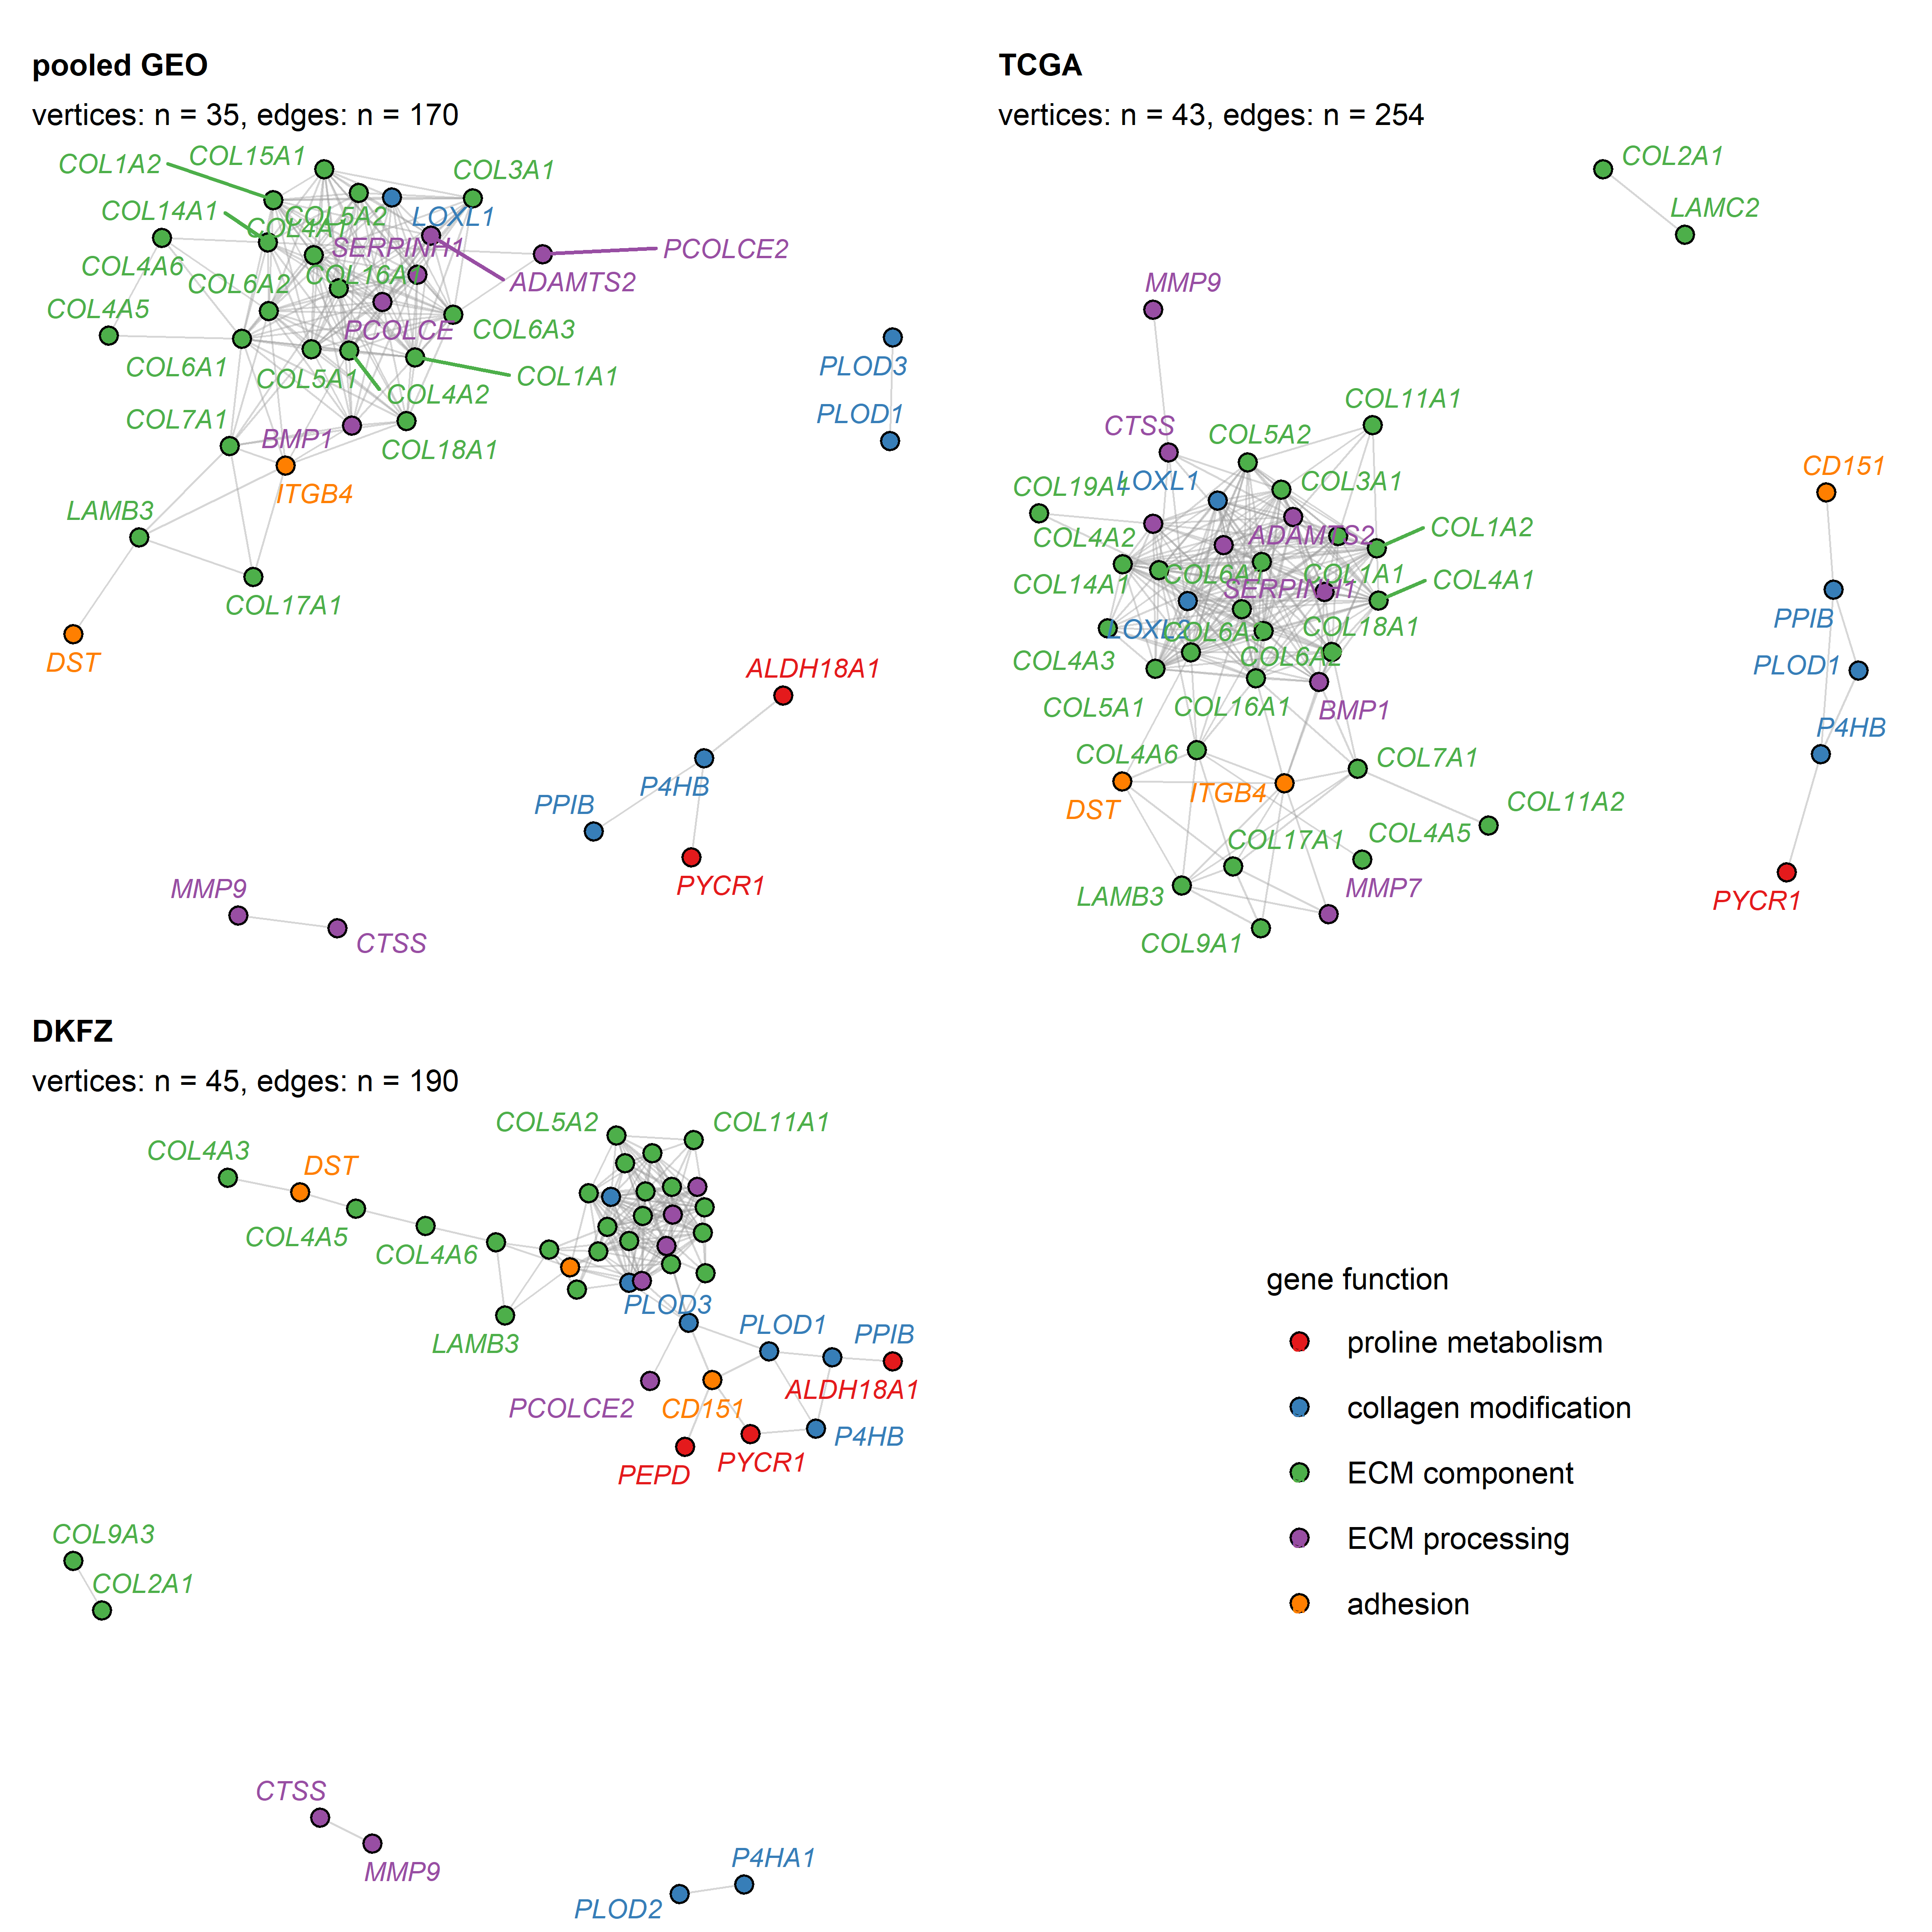 pooled GEO
vertices: n = 35, edges: n = 170
COL1A2
COL15A1
COL3A1
COL14A1
COL5A2
LOXL1
COL4A1
SERPINH1
PCOLCE2
COL4A6
COL6A2
COL16A1
ADAMTS2
COL4A5
PCOLCE
COL6A3
COL6A1
COL5A1
COL1A1
COL4A2
COL7A1
BMP1
COL18A1
ITGB4
LAMB3
COL17A1
DST
PLOD3
PLOD1
ALDH18A1
P4HB
PPIB
PYCR1
MMP9
CTSS
TCGA
vertices: n = 43, edges: n = 254
COL2A1
LAMC2
MMP9
COL11A1
CTSS
COL5A2
COL19A1
LOXL1
COL3A1
COL4A2
ADAMTS2
COL1A2
COL14A1
COL1A1
COL4A1
SERPINH1
LOXL2
COL18A1
COL4A3
COL6A2
COL5A1
COL16A1
BMP1
COL4A6
COL7A1
DST
ITGB4
COL11A2
COL17A1
COL4A5
LAMB3
MMP7
COL9A1
CD151
PPIB
PLOD1
P4HB
PYCR1
DKFZ
vertices: n = 45, edges: n = 190
COL5A2
COL11A1
COL4A3
DST
COL4A5
COL4A6
LAMB3
PLOD3
PLOD1
PPIB
ALDH18A1
PCOLCE2
CD151
P4HB
PYCR1
PEPD
COL9A3
COL2A1
CTSS
MMP9
P4HA1
PLOD2
gene function
proline metabolism
collagen modification
ECM component
ECM processing
adhesion